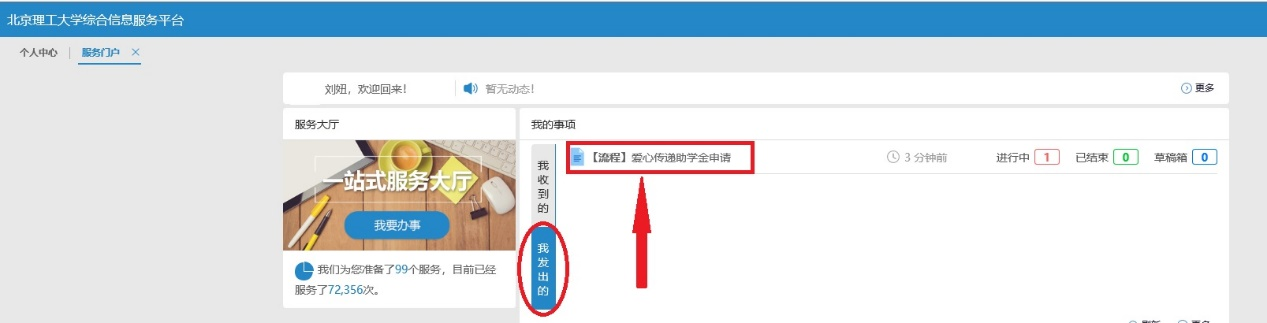 北京理工大学综合信息服务平台
个人中心 服务门户 ×
刘妞，欢迎回来！ 暂无动态！ 更多
服务大厅 我的事项
【流程】爱心传递助学金申请 3 分钟前 进行中 1 已结束 0 草稿箱 0
我收到的
一站式服务大厅
我要办事
我发出的
我们为您准备了99个服务，目前已经
服务了72,356次。
刷新 更多